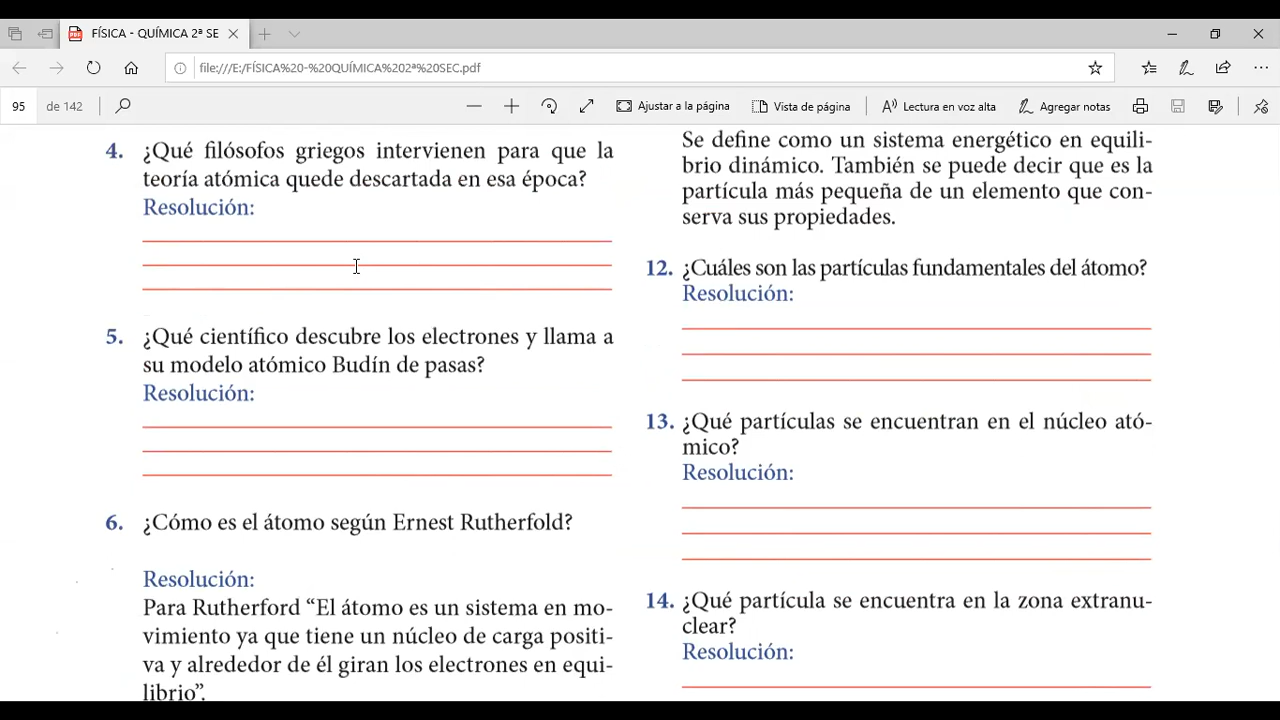 FÍSICA - QUÍMICA 2ª SE
file:///E:/FÍSICA%20-%20QUÍMICA%202ª%20SEC.pdf
95
de 142
Ajustar a la página
Vista de página
Lectura en voz alta
Agregar notas
4. ¿Qué filósofos griegos intervienen para que la
teoría atómica quede descartada en esa época?
Resolución:
5. ¿Qué científico descubre los electrones y llama a
su modelo atómico Budín de pasas?
Resolución:
6. ¿Cómo es el átomo según Ernest Rutherfold?
Resolución:
Para Rutherford “El átomo es un sistema en mo-
vimiento ya que tiene un núcleo de carga positi-
va y alrededor de él giran los electrones en equi-
librio”.
Se define como un sistema energético en equili-
brio dinámico. También se puede decir que es la
partícula más pequeña de un elemento que con-
serva sus propiedades.
12. ¿Cuáles son las partículas fundamentales del átomo?
Resolución:
13. ¿Qué partículas se encuentran en el núcleo ató-
mico?
Resolución:
14. ¿Qué partícula se encuentra en la zona extranu-
clear?
Resolución: